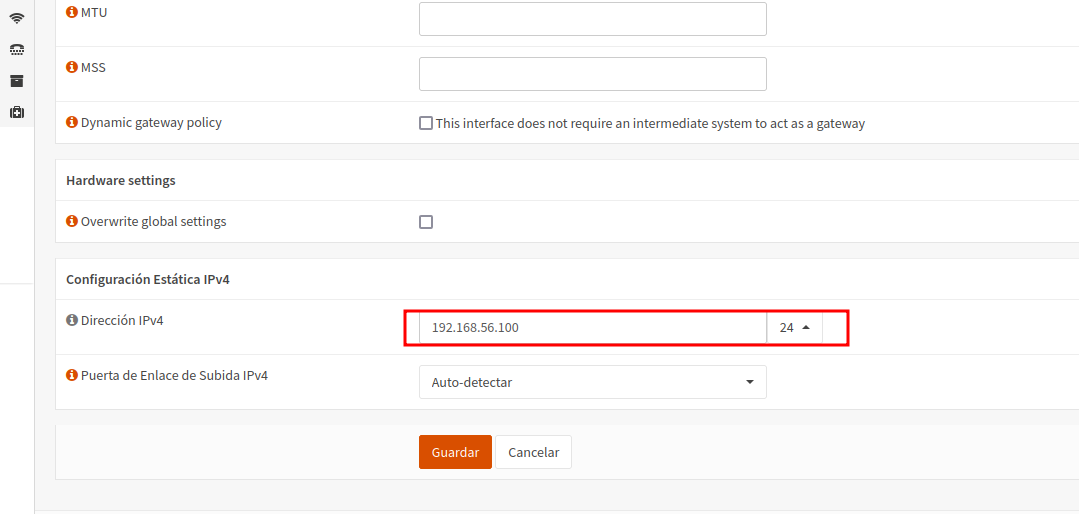 MTU
MSS
Dynamic gateway policy
This interface does not require an intermediate system to act as a gateway
Hardware settings
Overwrite global settings
Configuración Estática IPv4
Dirección IPv4
192.168.56.100 24
Puerta de Enlace de Subida IPv4
Auto-detectar
Guardar Cancelar